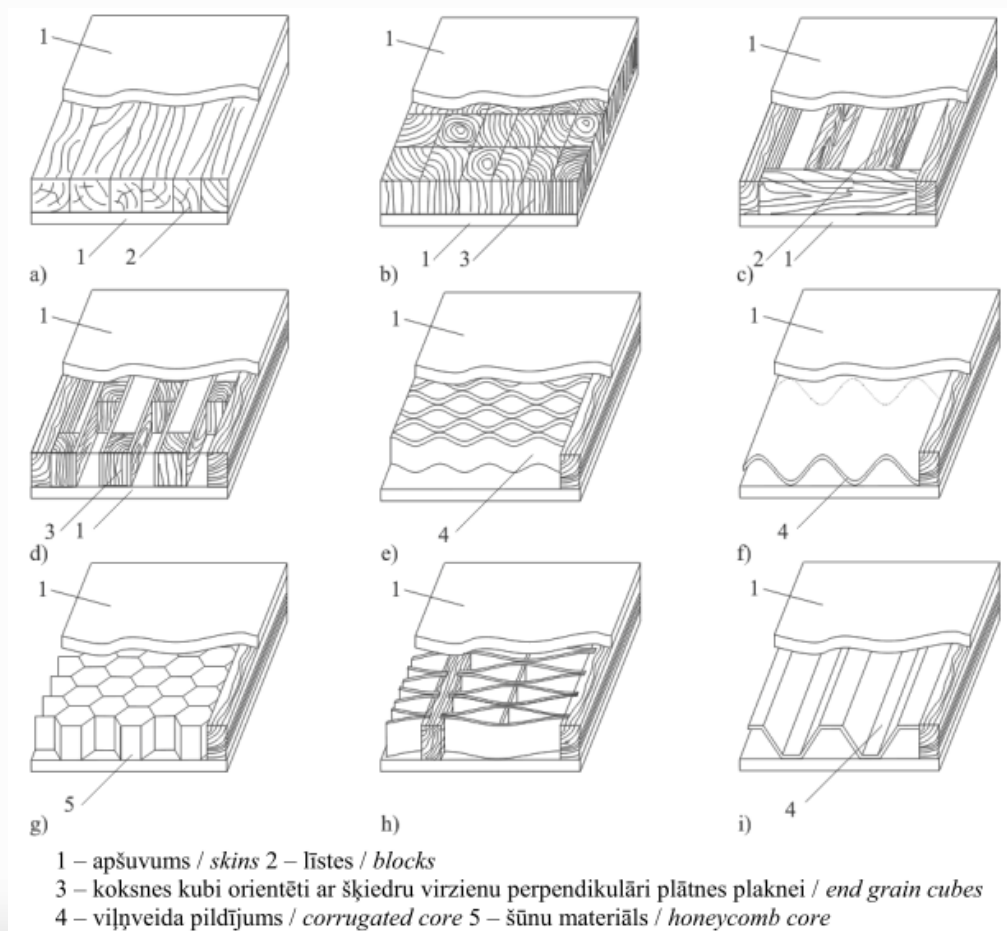 1
1
1
1 2
1 3
2 1
a)
b)
c)
1
1
1
3 1
4
4
d)
e)
f)
1
1
1
5
4
g)
h)
i)
1 – apšuvums / skins 2 – līstes / blocks
3 – koksnes kubi orientēti ar šķiedru virzienu perpendikulāri plātnes plaknei / end grain cubes
4 – viļņveida pildījums / corrugated core 5 – šūnu materiāls / honeycomb core